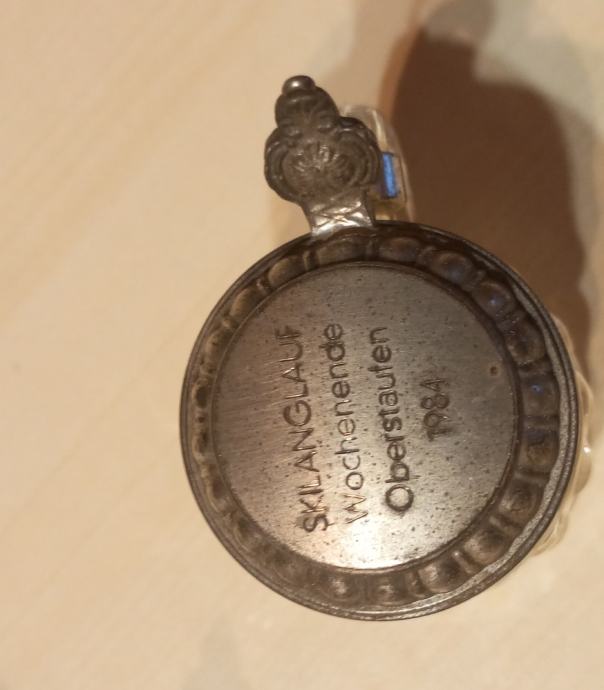 SKILANGLAUF
Wochenende
Oberstaufen
1984